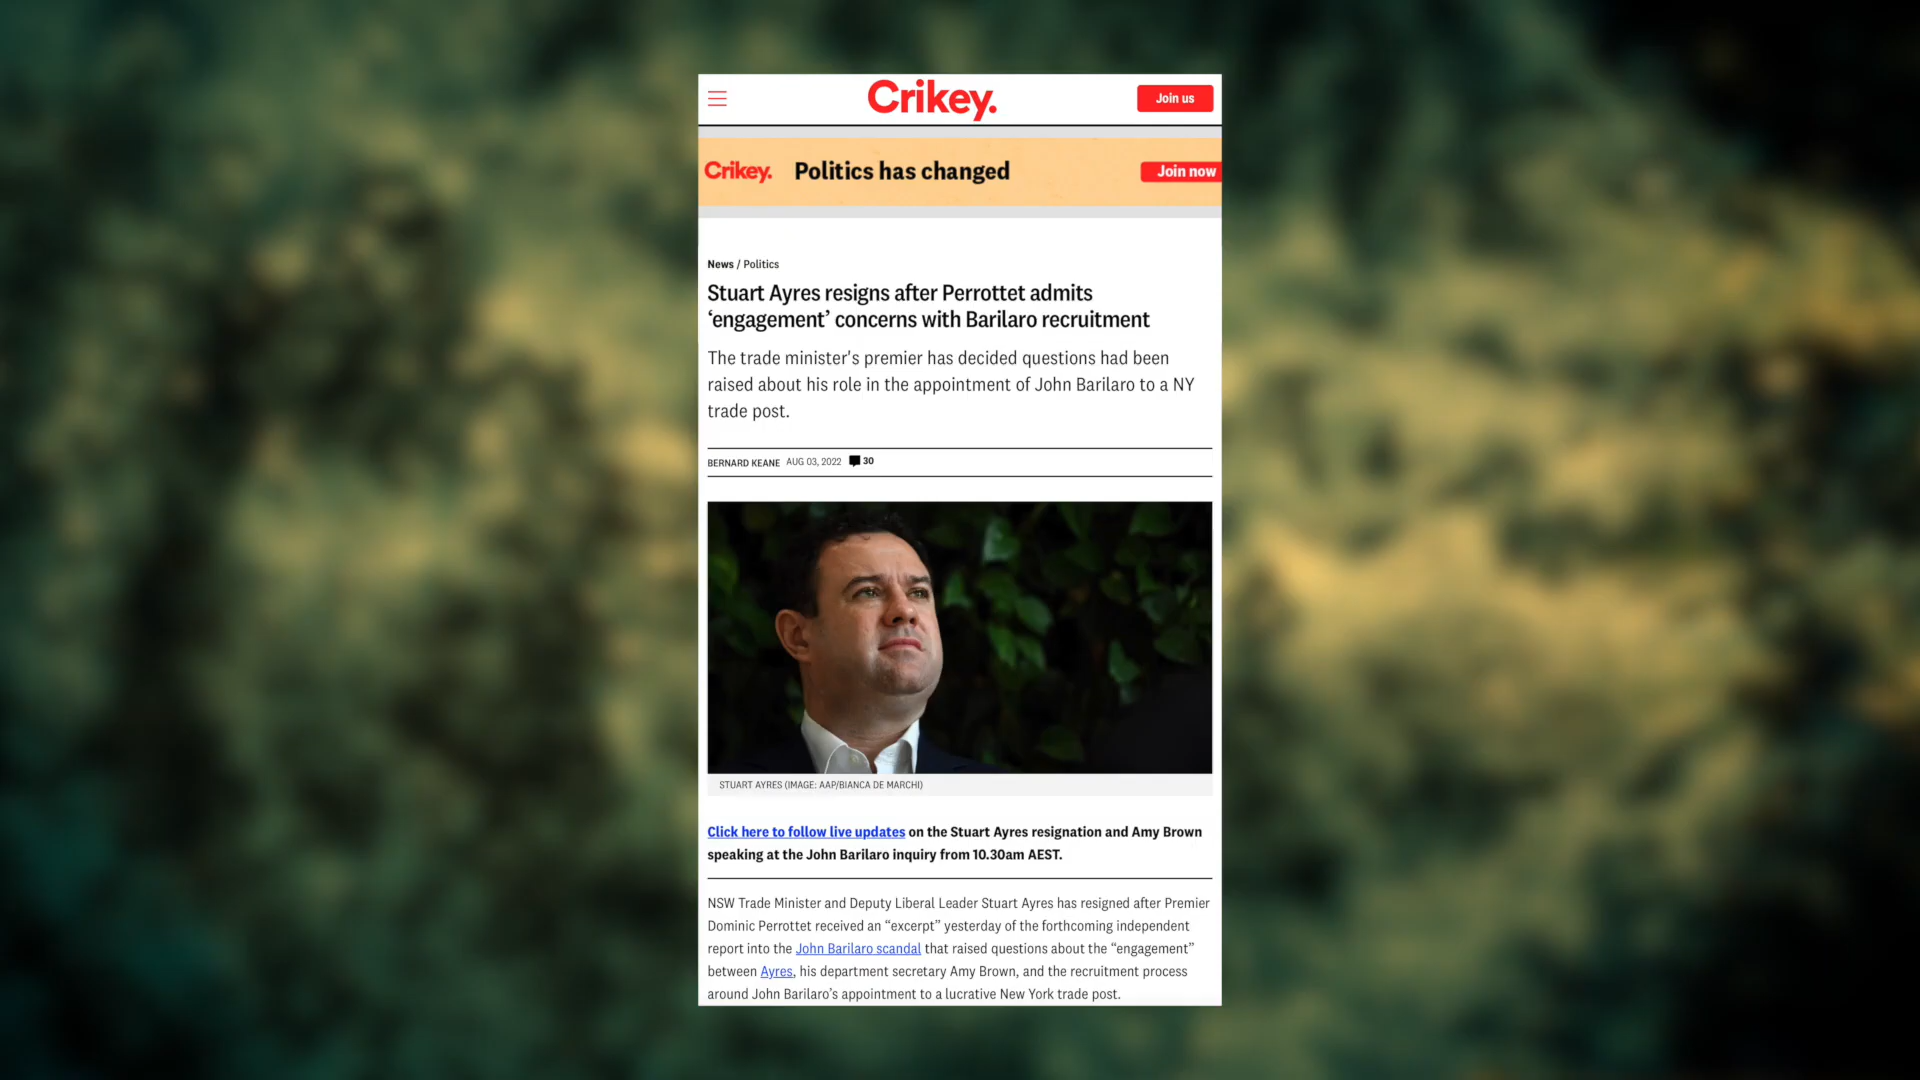 Crikey.
Join us
Crikey. Politics has changed Join now
News / Politics
Stuart Ayres resigns after Perrottet admits
‘engagement’ concerns with Barilaro recruitment
The trade minister's premier has decided questions had been
raised about his role in the appointment of John Barilaro to a NY
trade post.
BERNARD KEANE AUG 03, 2022 30
STUART AYRES (IMAGE: AAP/BIANCA DE MARCHI)
Click here to follow live updates on the Stuart Ayres resignation and Amy Brown
speaking at the John Barilaro inquiry from 10.30am AEST.
NSW Trade Minister and Deputy Liberal Leader Stuart Ayres has resigned after Premier
Dominic Perrottet received an “excerpt” yesterday of the forthcoming independent
report into the John Barilaro scandal that raised questions about the “engagement”
between Ayres, his department secretary Amy Brown, and the recruitment process
around John Barilaro’s appointment to a lucrative New York trade post.